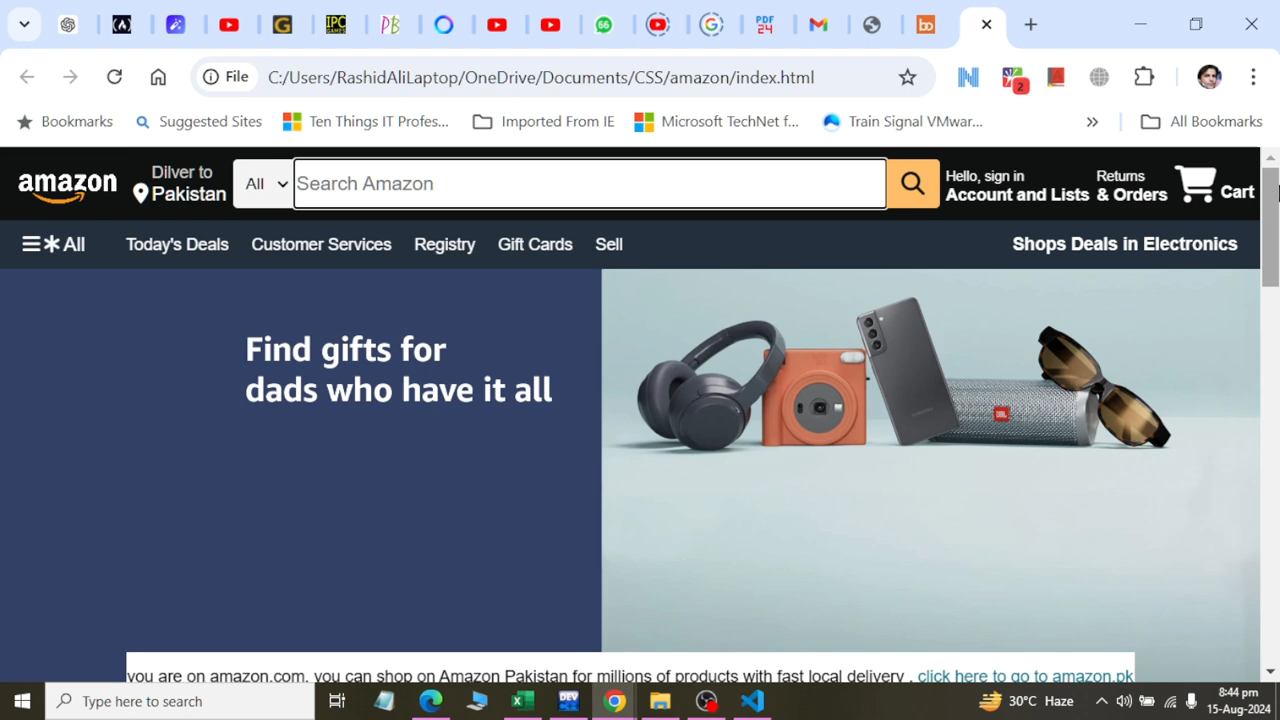 File C:/Users/RashidAliLaptop/OneDrive/Documents/CSS/amazon/index.html
Bookmarks Suggested Sites Ten Things IT Profes... Imported From IE Microsoft TechNet f... Train Signal VMwar... » All Bookmarks
amazon
Dilver to
Pakistan
All
Search Amazon
Hello, sign in
Account and Lists
Returns
& Orders
Cart
All Today's Deals Customer Services Registry Gift Cards Sell Shops Deals in Electronics
Find gifts for
dads who have it all
JBL
you are on amazon.com. you can shop on Amazon Pakistan for millions of products with fast local delivery . click here to go to amazon.pk
Type here to search
30°C Haze
8:44 pm
15-Aug-2024